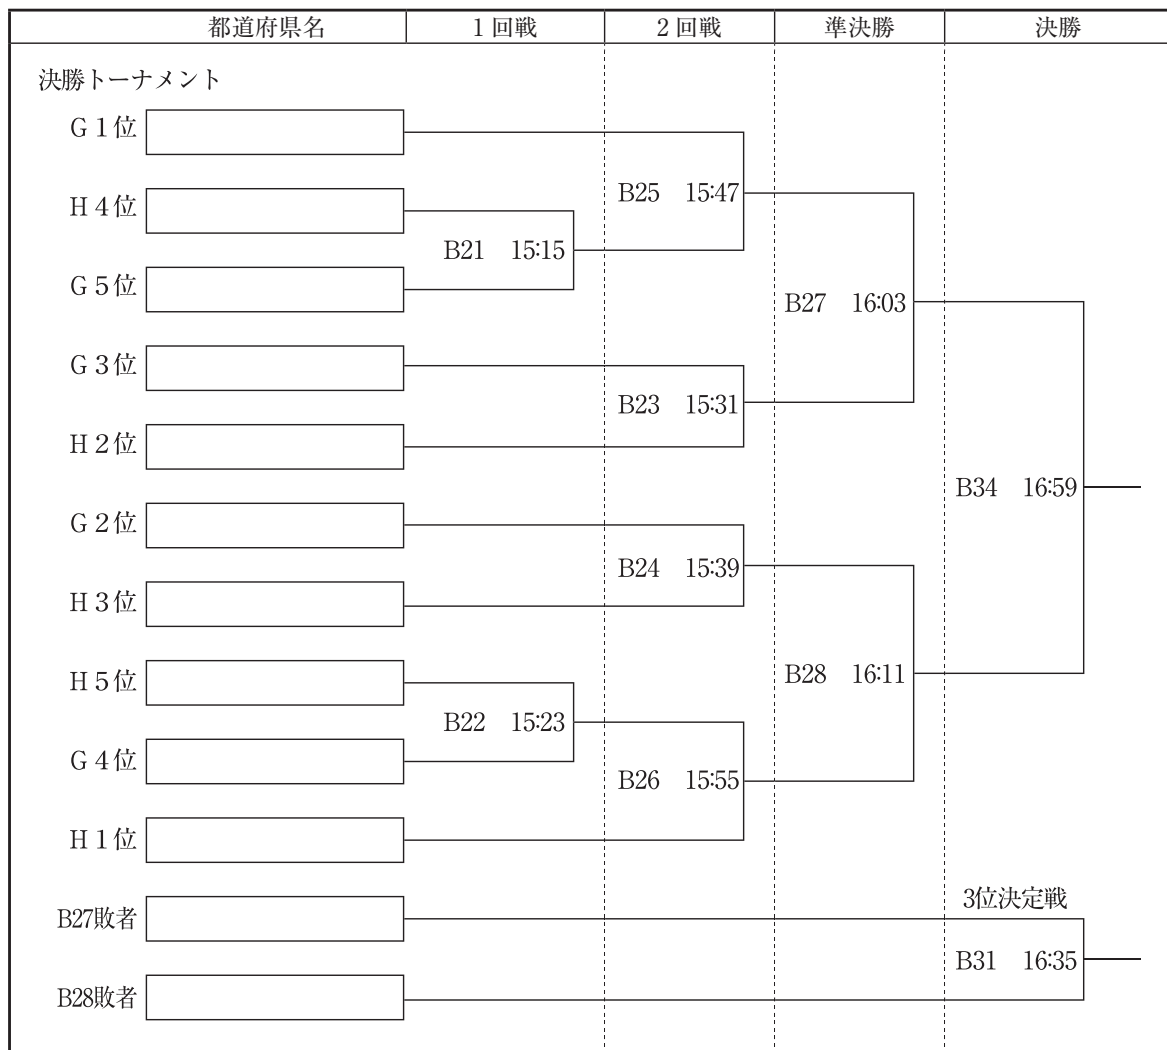 都道府県名 1回戦 2回戦 準決勝 決勝
決勝トーナメント
G1位
B25 15:47
H4位
B21 15:15
G5位
B27 16:03
G3位
B23 15:31
H2位
B34 16:59
G2位
B24 15:39
H3位
H5位
B28 16:11
B22 15:23
G4位
B26 15:55
H1位
3位決定戦
B27敗者
B31 16:35
B28敗者